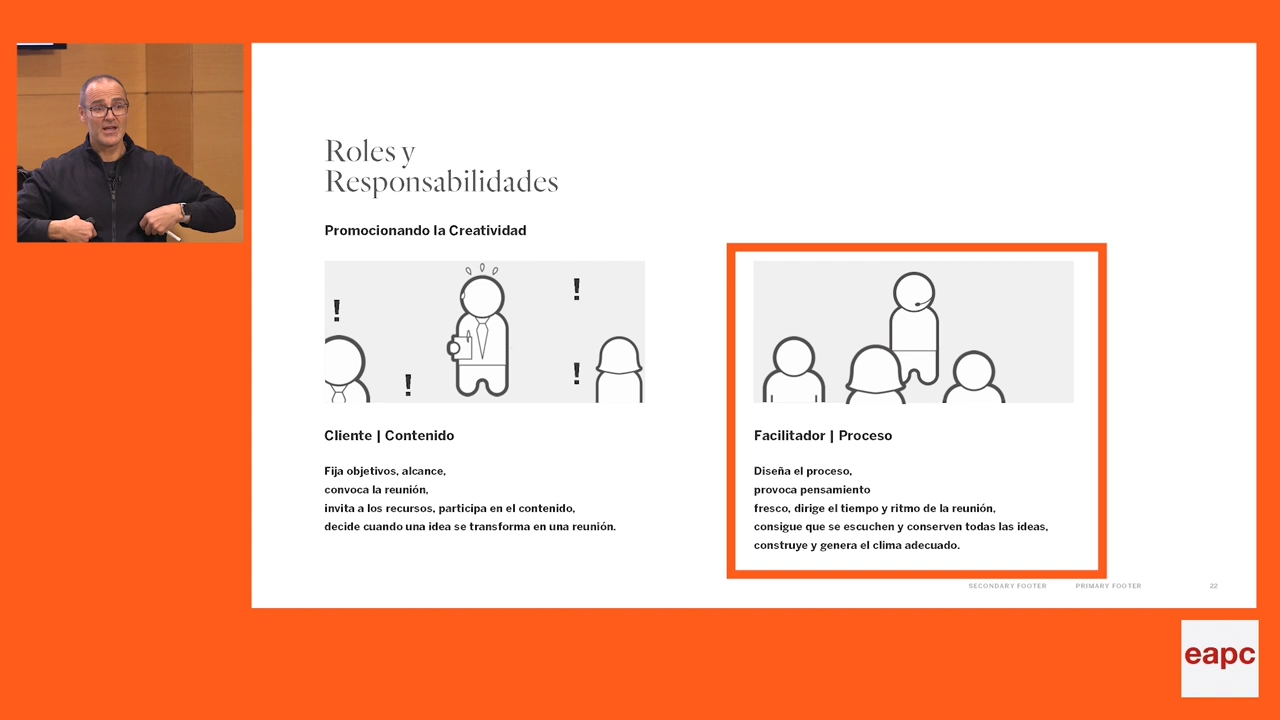 Roles y
Responsabilidades
Promocionando la Creatividad
!
!
!
!
Cliente | Contenido
Fija objetivos, alcance,
convoca la reunión,
invita a los recursos, participa en el contenido,
decide cuando una idea se transforma en una reunión.
Facilitador | Proceso
Diseña el proceso,
provoca pensamiento
fresco, dirige el tiempo y ritmo de la reunión,
consigue que se escuchen y conserven todas las ideas,
construye y genera el clima adecuado.
SECONDARY FOOTER PRIMARY FOOTER 22
eapc